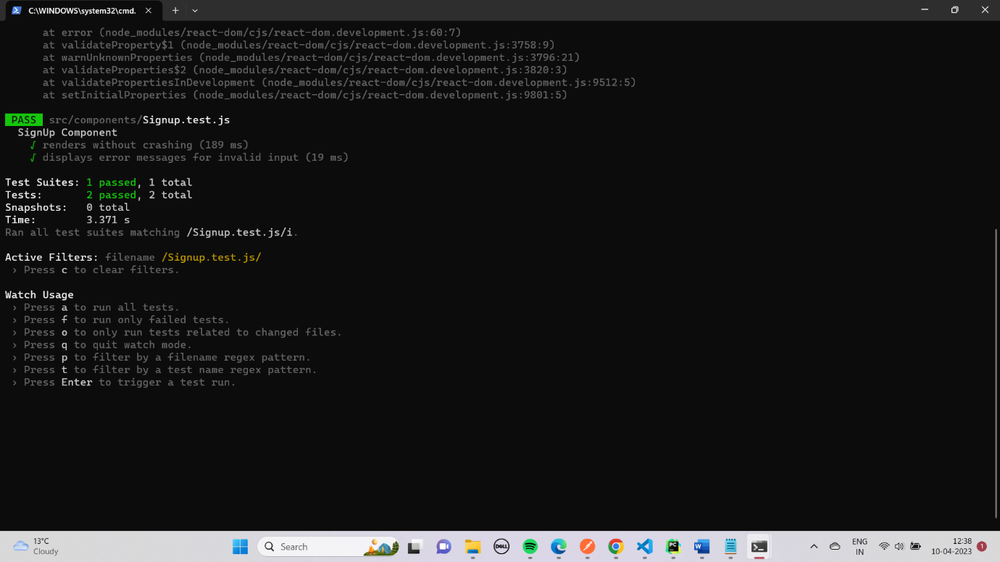 C:\WINDOWS\system32\cmd.
at error (node_modules/react-dom/cjs/react-dom.development.js:60:7)
at validateProperty$1 (node_modules/react-dom/cjs/react-dom.development.js:3758:9)
at warnUnknownProperties (node_modules/react-dom/cjs/react-dom.development.js:3796:21)
at validateProperties$2 (node_modules/react-dom/cjs/react-dom.development.js:3820:3)
at validatePropertiesInDevelopment (node_modules/react-dom/cjs/react-dom.development.js:9512:5)
at setInitialProperties (node_modules/react-dom/cjs/react-dom.development.js:9801:5)
PASS src/components/Signup.test.js
SignUp Component
√ renders without crashing (189 ms)
√ displays error messages for invalid input (19 ms)
Test Suites: 1 passed, 1 total
Tests: 2 passed, 2 total
Snapshots: 0 total
Time: 3.371 s
Ran all test suites matching /Signup.test.js/i.
Active Filters: filename /Signup.test.js/
› Press c to clear filters.
Watch Usage
› Press a to run all tests.
› Press f to run only failed tests.
› Press o to only run tests related to changed files.
› Press q to quit watch mode.
› Press p to filter by a filename regex pattern.
› Press t to filter by a test name regex pattern.
› Press Enter to trigger a test run.
13°C
Cloudy
Search
DELL
PC
W
ENG
IN
12:38
10-04-2023
1